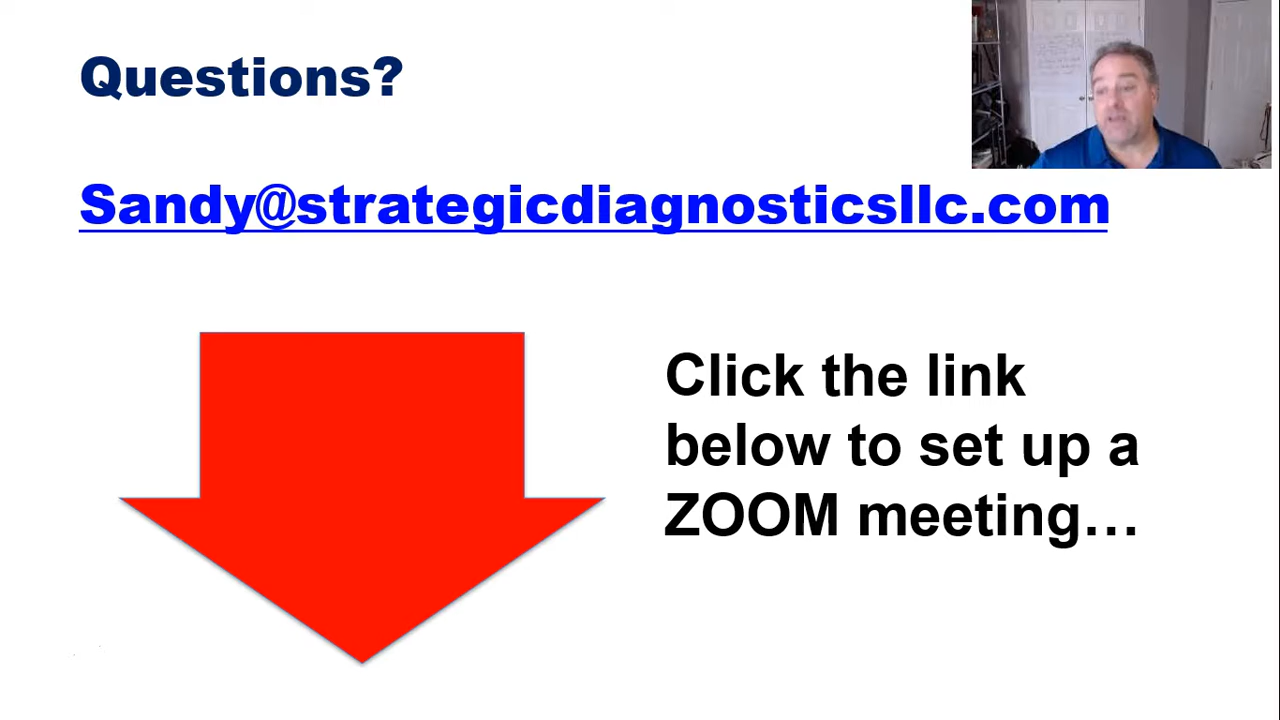 Questions?
Sandy@strategicdiagnosticsllc.com
Click the link
below to set up a
ZOOM meeting…